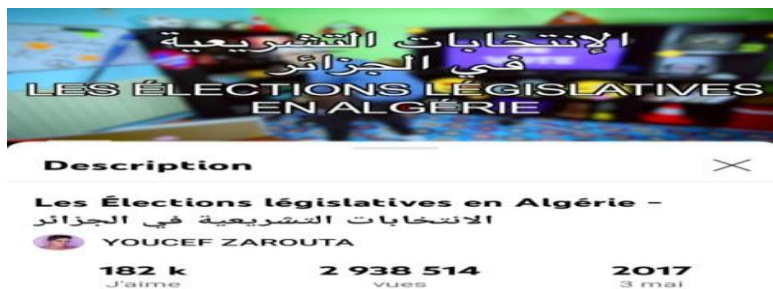 الإنتخابات التشريعية
في الجزائر
LES ÉLECTIONS LÉGISLATIVES
EN ALGÉRIE
Description
Les Élections législatives en Algérie –
الانتخابات التشريعية في الجزائر
YOUCEF ZAROUTA
182 k 2 938 514 2017
J'aime vues 3 mai